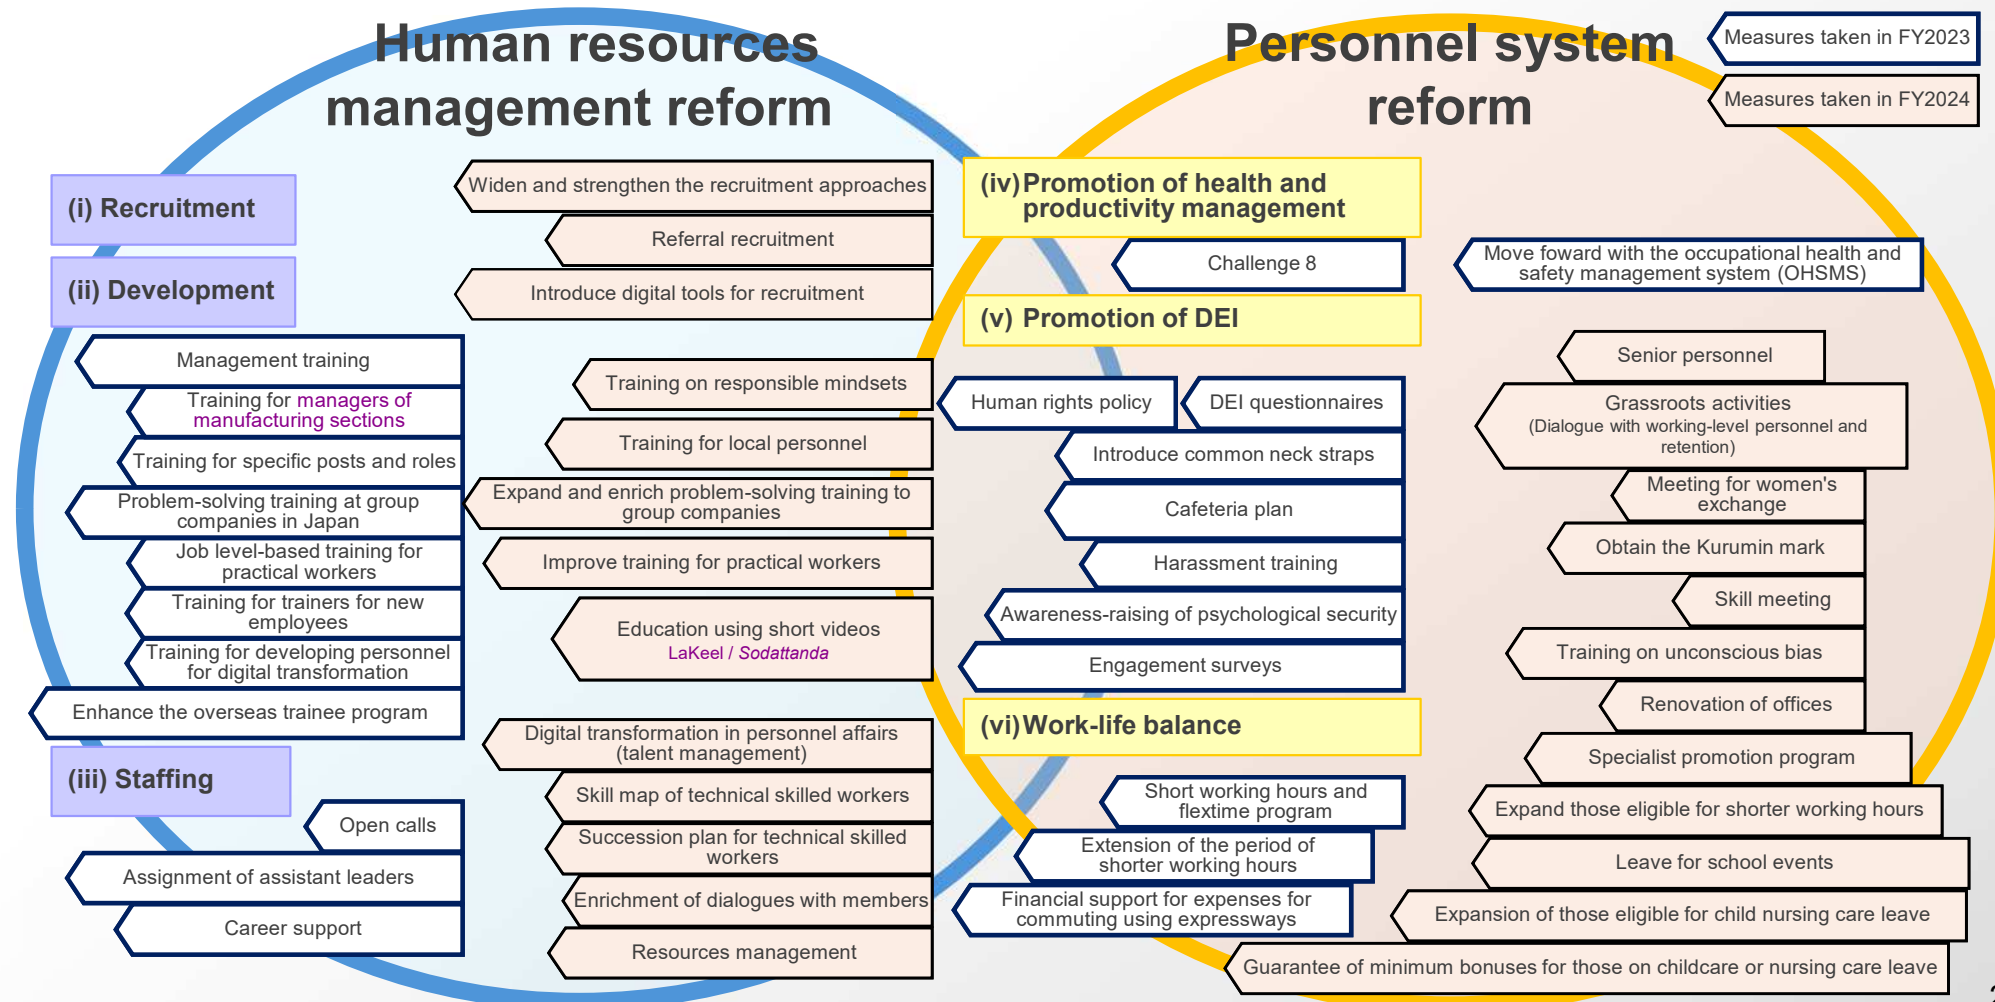 Human resources
management reform
Personnel system
reform
Measures taken in FY2023
Measures taken in FY2024
(i) Recruitment
Widen and strengthen the recruitment approaches
Referral recruitment
Introduce digital tools for recruitment
(ii) Development
Management training
Training for managers of
manufacturing sections
Training for specific posts and roles
Problem-solving training at group
companies in Japan
Job level-based training for
practical workers
Training for trainers for new
employees
Training for developing personnel
for digital transformation
Enhance the overseas trainee program
Training on responsible mindsets
Training for local personnel
Expand and enrich problem-solving training to
group companies
Improve training for practical workers
Education using short videos
LaKeel / Sodattanda
(iii) Staffing
Open calls
Assignment of assistant leaders
Career support
Digital transformation in personnel affairs
(talent management)
Skill map of technical skilled workers
Succession plan for technical skilled
workers
Enrichment of dialogues with members
Resources management
(iv) Promotion of health and
productivity management
Challenge 8
Move foward with the occupational health and
safety management system (OHSMS)
(v) Promotion of DEI
Human rights policy
DEI questionnaires
Introduce common neck straps
Cafeteria plan
Harassment training
Awareness-raising of psychological security
Engagement surveys
Senior personnel
Grassroots activities
(Dialogue with working-level personnel and
retention)
Meeting for women's
exchange
Obtain the Kurumin mark
Skill meeting
Training on unconscious bias
Renovation of offices
Specialist promotion program
(vi) Work-life balance
Short working hours and
flextime program
Extension of the period of
shorter working hours
Financial support for expenses for
commuting using expressways
Expand those eligible for shorter working hours
Leave for school events
Expansion of those eligible for child nursing care leave
Guarantee of minimum bonuses for those on childcare or nursing care leave